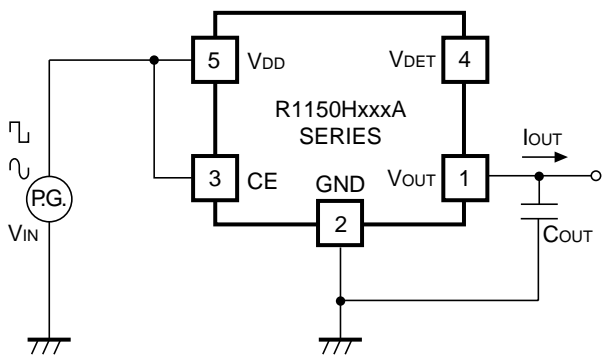 5 VDD VDET 4
R1150HxxxA
SERIES
IOUT
3 CE GND VOUT 1
P.G.
2
VIN
COUT